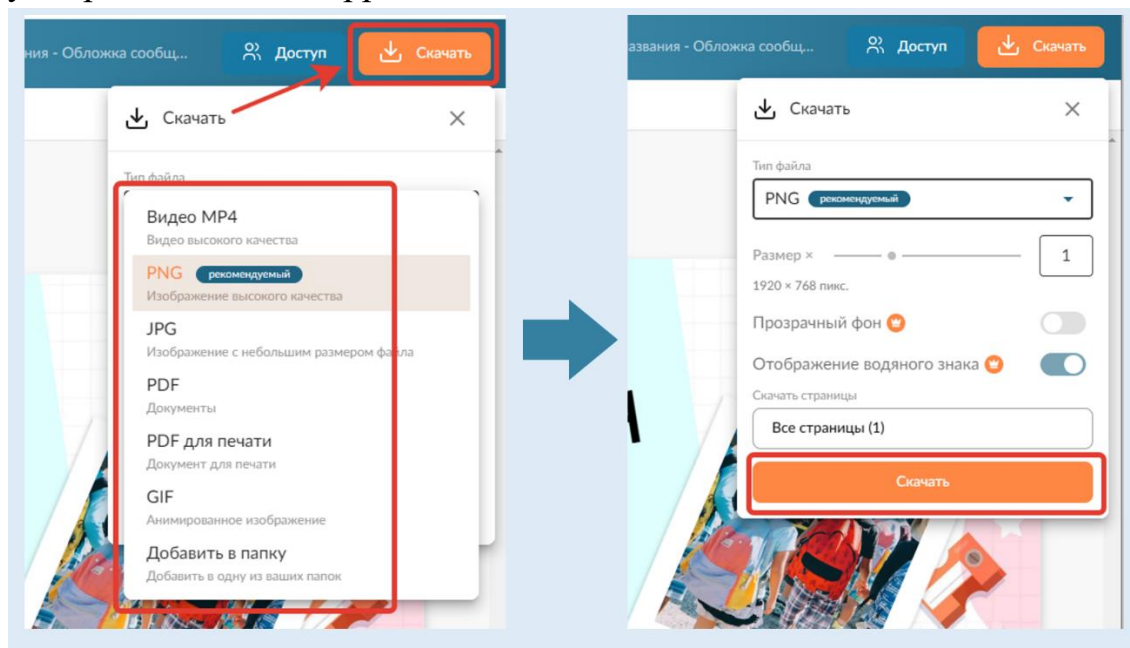 ния - Обложка сообщ...
Доступ
Скачать
Скачать
Тип файла
Видео MP4
Видео высокого качества
PNG рекомендуемый
Изображение высокого качества
JPG
Изображение с небольшим размером файла
PDF
Документы
PDF для печати
Документ для печати
GIF
Анимированное изображение
Добавить в папку
Добавить в одну из ваших папок
азвания - Обложка сообщ...
Доступ
Скачать
Скачать
Тип файла
PNG рекомендуемый
Размер ×
1
1920 × 768 пикс.
Прозрачный фон
Отображение водяного знака
Скачать страницы
Все страницы (1)
Скачать